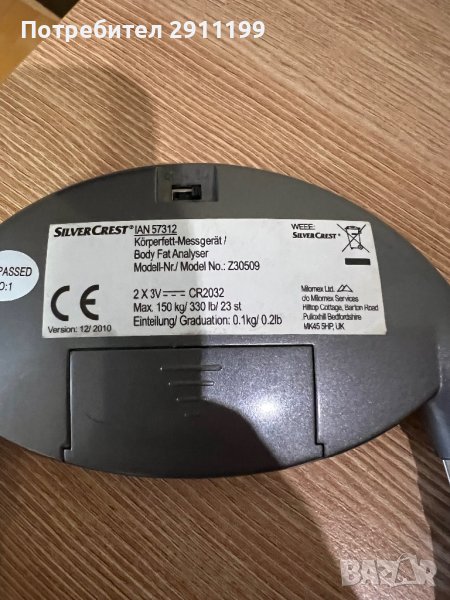 Потребител 2911199
SILVERCREST® IAN 57312
Körperfett-Messgerät /
Body Fat Analyser
Modell-Nr./ Model No.: Z30509
2 X 3V CR2032
Max. 150 kg/ 330 lb/ 23 st
Einteilung/ Graduation: 0.1kg/ 0.2lb
CE
Version: 12/ 2010
WEEE:
SILVERCREST®
Milomex Ltd.
c/o Milomex Services
Hilltop Cottage, Barton Road
Pulloxhill Bedfordshire
MK45 5HP, UK
PASSED
O:1
BAZAR